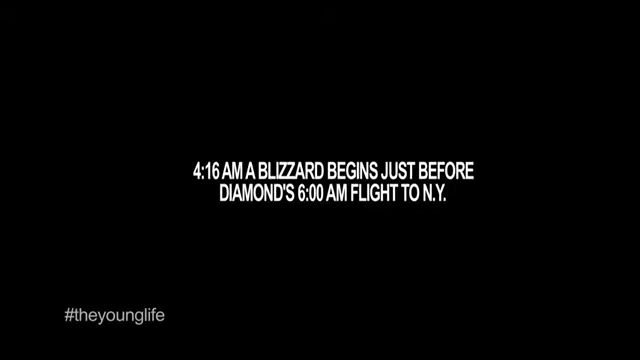 4:16 AM A BLIZZARD BEGINS JUST BEFORE
DIAMOND'S 6:00 AM FLIGHT TO N.Y.
#theyounglife